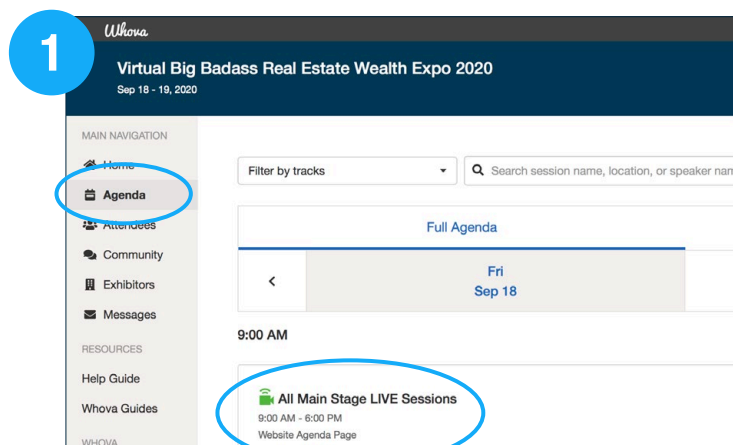 1
Whova
Virtual Big Badass Real Estate Wealth Expo 2020
Sep 18 - 19, 2020
MAIN NAVIGATION
Home
Agenda
Attendees
Community
Exhibitors
Messages
RESOURCES
Help Guide
Whova Guides
WHOVA
Filter by tracks
Search session name, location, or speaker nam
Full Agenda
Fri
Sep 18
9:00 AM
All Main Stage LIVE Sessions
9:00 AM - 6:00 PM
Website Agenda Page